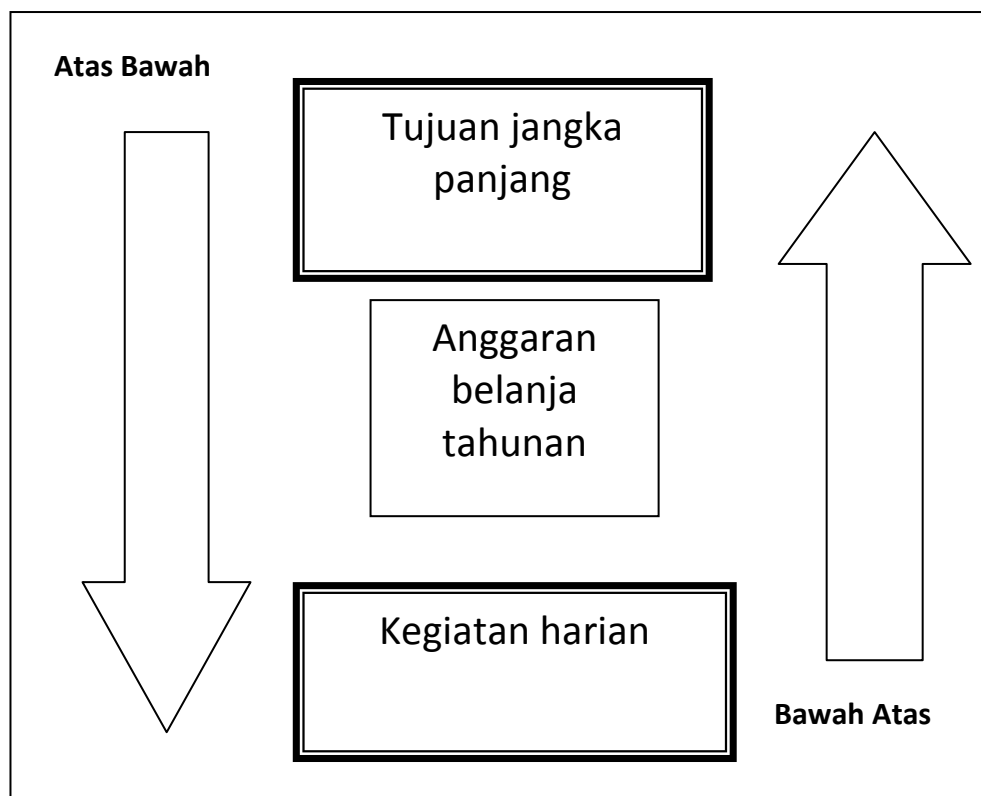 Atas Bawah
Tujuan jangka
panjang
Anggaran
belanja
tahunan
Kegiatan harian
Bawah Atas